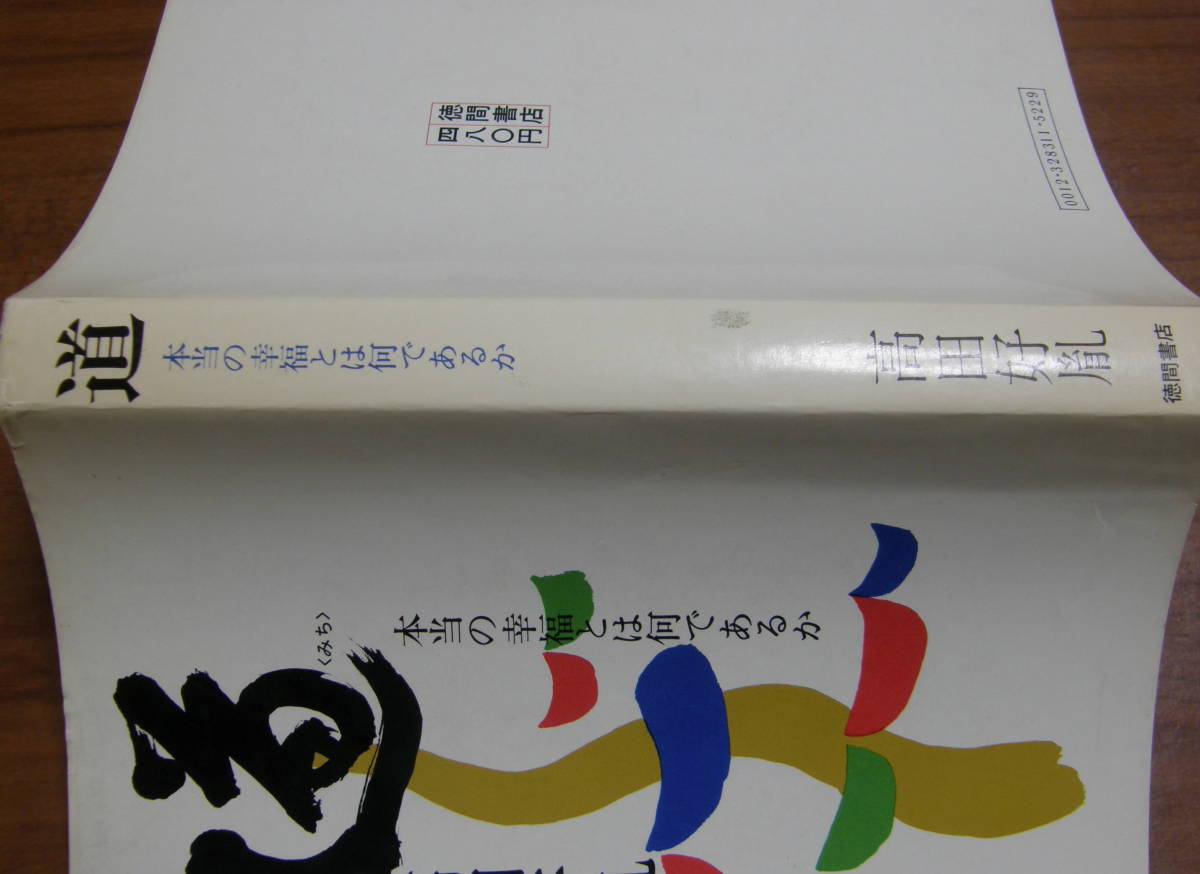 徳間書店
四八〇円
0012-328311-5229
道
本当の幸福とは何であるか
高田好胤
徳間書店
<みち>
本当の幸福とは何であるか